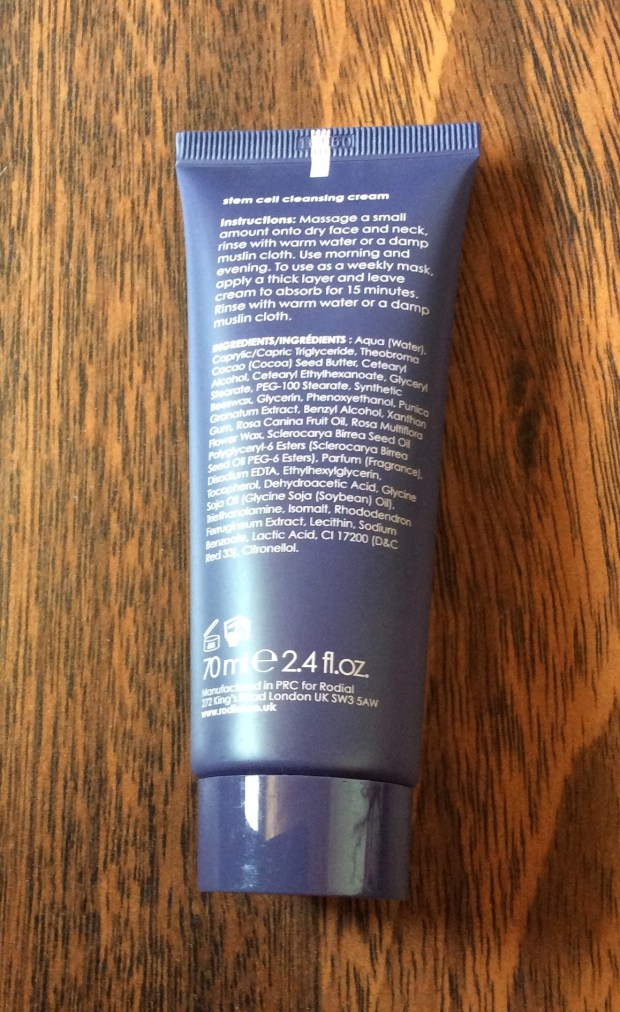 stem cell cleansing cream
Instructions: Massage a small
amount onto dry face and neck,
rinse with warm water or a damp
muslin cloth. Use morning and
evening. To use as a weekly mask,
apply a thick layer and leave
cream to absorb for 15 minutes.
Rinse with warm water or a damp
muslin cloth.
INGREDIENTS/INGRÉDIENTS : Aqua (Water),
Caprylic/Capric Triglyceride, Theobroma
Cacao (Cocoa) Seed Butter, Cetearyl
Alcohol, Cetearyl Ethylhexanoate, Glyceryl
Stearate, PEG-100 Stearate, Synthetic
Beeswax, Glycerin, Phenoxyethanol, Punica
Granatum Extract, Benzyl Alcohol, Xanthan
Gum, Rosa Canina Fruit Oil, Rosa Multiflora
Flower Wax, Sclerocarya Birrea Seed Oil
Polyglyceryl-6 Esters (Sclerocarya Birrea
Seed Oil PEG-6 Esters), Parfum (Fragrance),
Disodium EDTA, Ethylhexylglycerin,
Tocopherol, Dehydroacetic Acid, Glycine
Soja Oil (Glycine Soja (Soybean) Oil),
Triethanolamine, Isomalt, Rhododendron
Ferrugineum Extract, Lecithin, Sodium
Benzoate, Lactic Acid, CI 17200 (D&C
Red 33), Citronellol.
70 ml e 2.4 fl.oz.
Manufactured in PRC for Rodial
272 King's Road London UK SW3 5AW
www.rodial.co.uk